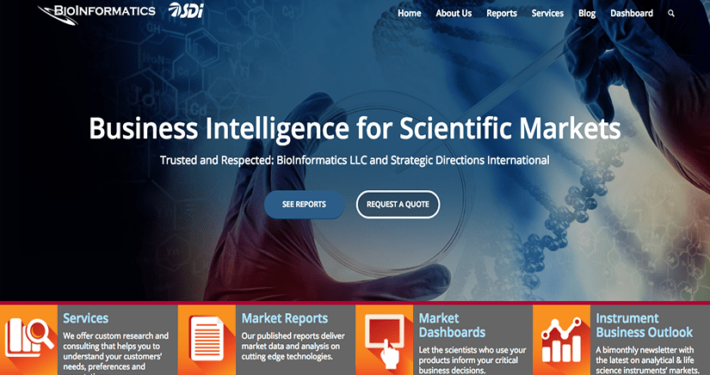 BIOINFORMATICS SDi
Home About Us Reports Services Blog Dashboard
Business Intelligence for Scientific Markets
Trusted and Respected: BioInformatics LLC and Strategic Directions International
SEE REPORTS REQUEST A QUOTE
Services
We offer custom research and
consulting that helps you to
understand your customers'
needs, preferences and
Market Reports
Our published reports deliver
market data and analysis on
cutting edge technologies.
Market
Dashboards
Let the scientists who use your
products inform your critical
business decisions.
Instrument
Business Outlook
A bimonthly newsletter with
the latest on analytical & life
science instruments' markets.